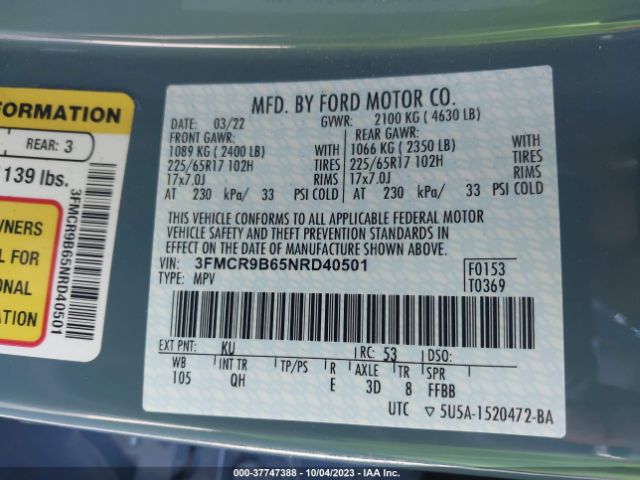 FORMATION
REAR: 3
139 lbs.
WNERS
L FOR
ONAL
3FMCR9B65NRD40501
MFD. BY FORD MOTOR CO.
DATE: 03/22 GVWR: 2100 KG (4630 LB)
FRONT GAWR: REAR GAWR:
1089 KG (2400 LB) WITH 1066 KG (2350 LB) WITH
225/65R17 102H TIRES 225/65R17 102H TIRES
17x7.0J RIMS 17x7.0J RIMS
AT 230 kPa/ 33 PSI COLD AT 230 kPa/ 33 PSI COLD
THIS VEHICLE CONFORMS TO ALL APPLICABLE FEDERAL MOTOR
VEHICLE SAFETY AND THEFT PREVENTION STANDARDS IN
EFFECT ON THE DATE OF MANUFACTURE SHOWN ABOVE.
VIN: 3FMCR9B65NRD40501
TYPE: MPV
F0153
T0369
EXT PNT: KU RC: 53 DSO:
WB INT TR TP/PS R AXLE TR SPR
105 QH E 3D 8 FFBB
UTC ▽ 5U5A-1520472-BA
000-37747388 - 10/04/2023 - IAA Inc.